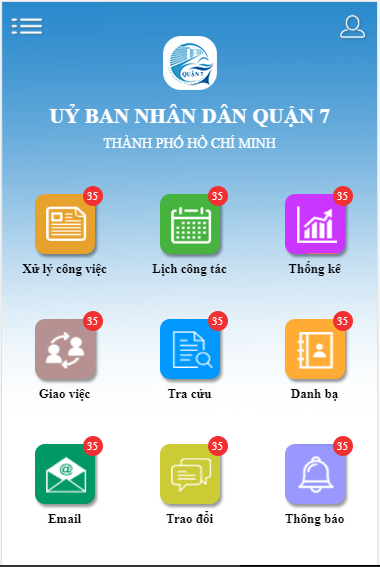 QUẬN 7
UỶ BAN NHÂN DÂN QUẬN 7
THÀNH PHỐ HỒ CHÍ MINH
35 35 35
Xử lý công việc Lịch công tác Thống kê
35 35 35
Giao việc Tra cứu Danh bạ
35 35 35
@
Email Trao đổi Thông báo